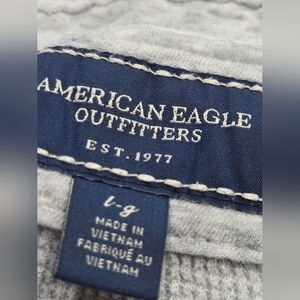 AMERICAN EAGLE
OUTFITTERS
EST. 1977
L-g
MADE IN
VIETNAM
FABRIQUÉ AU
VIETNAM